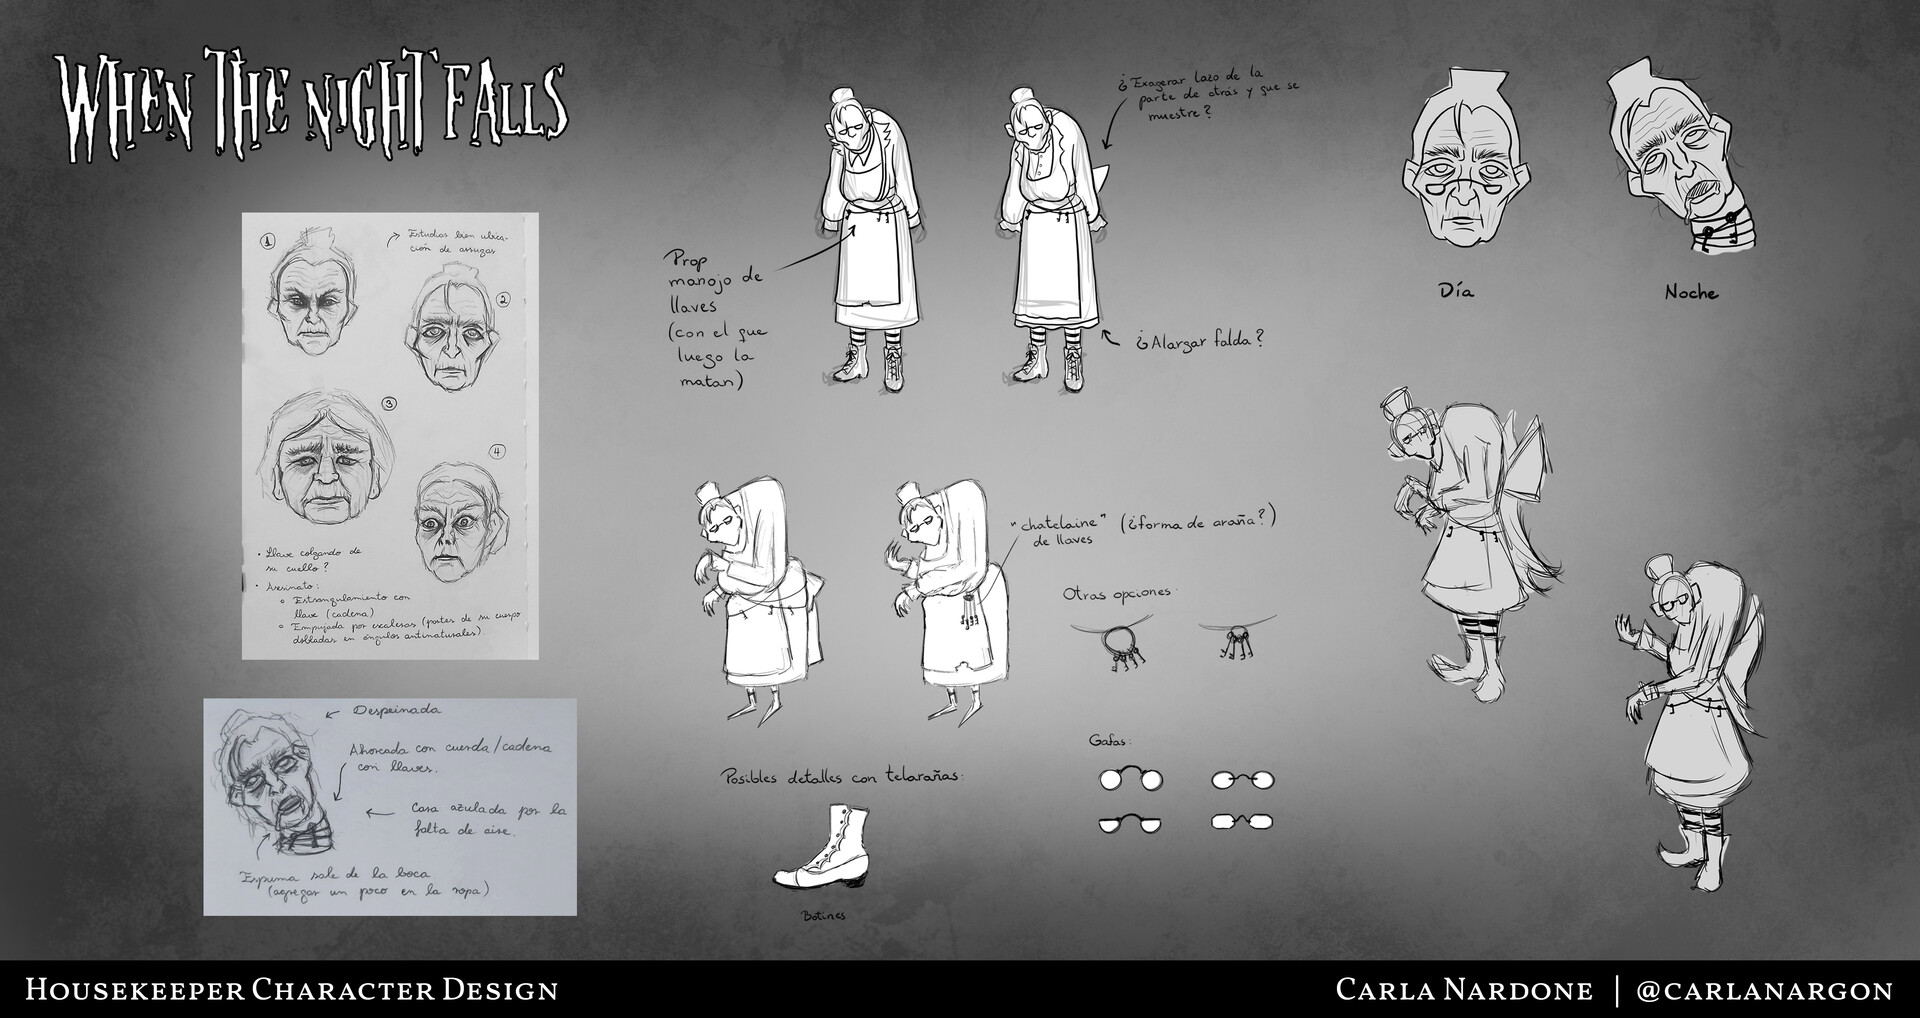 WHEN THE NIGHT FALLS
1
Estudiar bien ubica-
ción de arrugas
2
3
4
• Llave colgando de
su cuello?
• Asesinato:
o Estrangulamiento con
llave (cadena)
o Empujada por escaleras (partes de su cuerpo
dobladas en ángulos antinaturales)
Despeinada
Ahorcada con cuerda/cadena
con llaves.
Cara azulada por la
falta de aire.
Espuma sale de la boca
(agregar un poco en la ropa)
Prop
manojo de
llaves
(con el que
luego la
matan)
¿Exagerar lazo de la
parte de atrás y que se
muestre?
¿Alargar falda?
"chatelaine" (¿forma de araña?)
de llaves
Otras opciones:
Gafas:
Posibles detalles con telarañas:
Botines
Día
Noche
HOUSEKEEPER CHARACTER DESIGN
CARLA NARDONE | @CARLANARGON